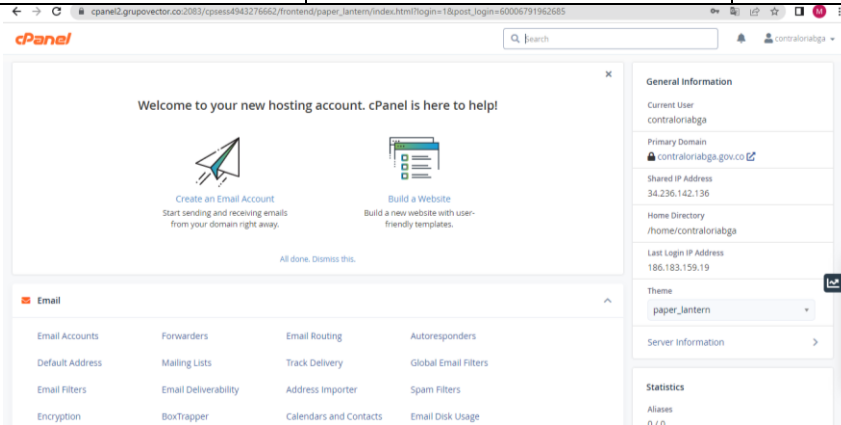 cpanel2.grupovector.co:2083/cpsess4943276662/frontend/paper_lantern/index.html?login=1&post_login=60006791962685
M
cPanel
Search
contraloriabga
Welcome to your new hosting account. cPanel is here to help!
Create an Email Account
Start sending and receiving emails
from your domain right away.
Build a Website
Build a new website with user-
friendly templates.
All done. Dismiss this.
Email
Email Accounts
Forwarders
Email Routing
Autoresponders
Default Address
Mailing Lists
Track Delivery
Global Email Filters
Email Filters
Email Deliverability
Address Importer
Spam Filters
Encryption
BoxTrapper
Calendars and Contacts
Email Disk Usage
General Information
Current User
contraloriabga
Primary Domain
contraloriabga.gov.co
Shared IP Address
34.236.142.136
Home Directory
/home/contraloriabga
Last Login IP Address
186.183.159.19
Theme
paper_lantern
Server Information
Statistics
Aliases
0 / 0